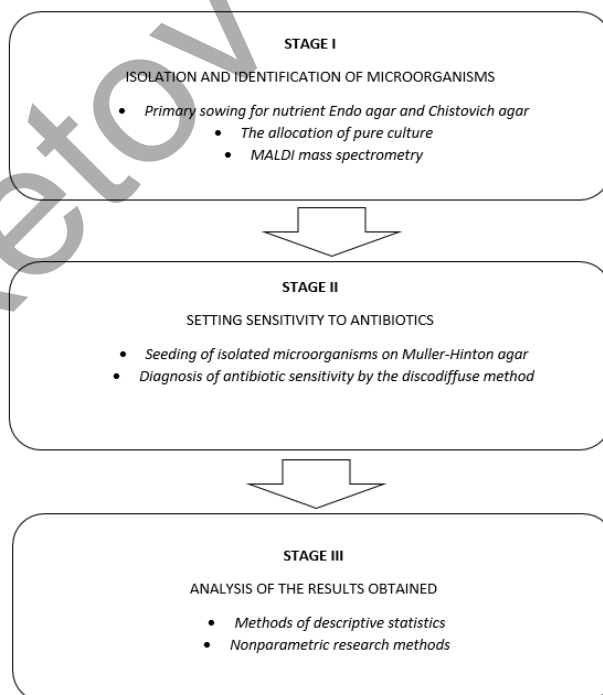 STAGE I
ISOLATION AND IDENTIFICATION OF MICROORGANISMS
• Primary sowing for nutrient Endo agar and Chistovich agar
• The allocation of pure culture
• MALDI mass spectrometry
STAGE II
SETTING SENSITIVITY TO ANTIBIOTICS
• Seeding of isolated microorganisms on Muller-Hinton agar
• Diagnosis of antibiotic sensitivity by the discodiffuse method
STAGE III
ANALYSIS OF THE RESULTS OBTAINED
• Methods of descriptive statistics
• Nonparametric research methods